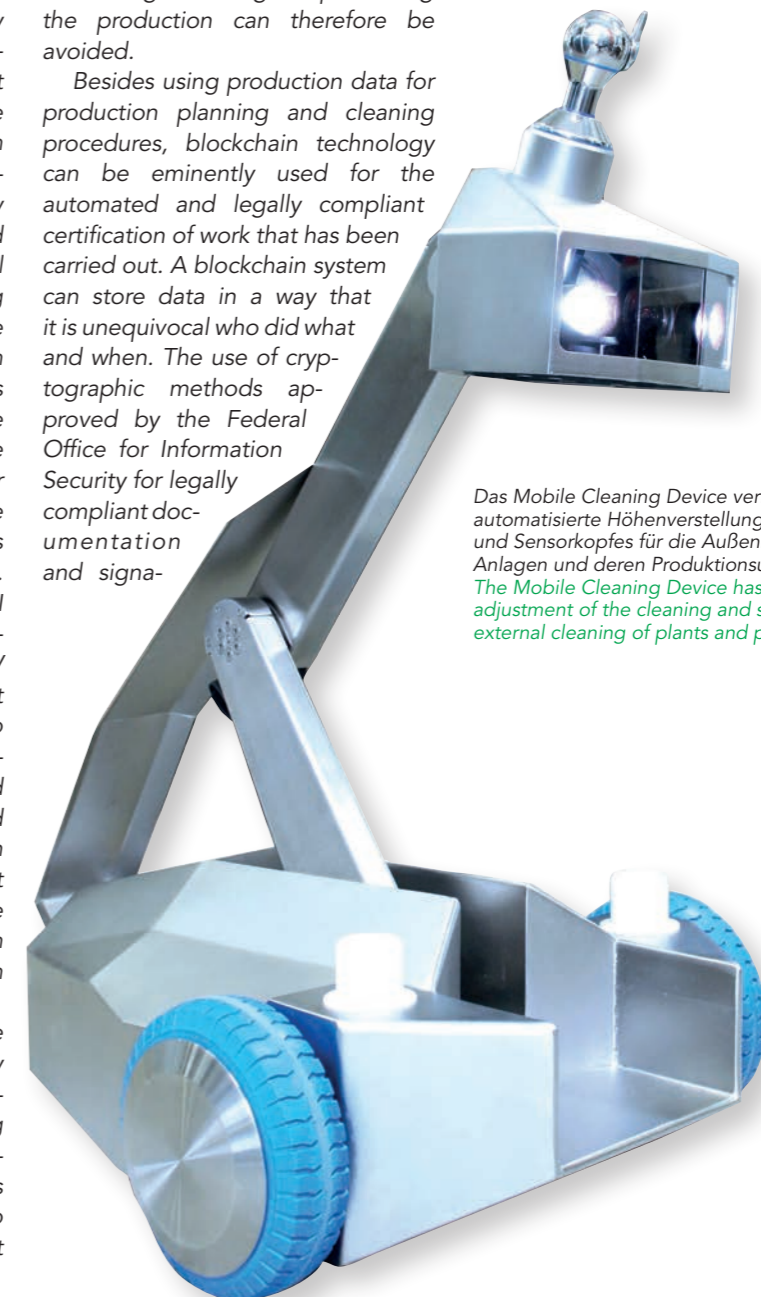 the production can therefore be
avoided.
Besides using production data for
production planning and cleaning
procedures, blockchain technology
can be eminently used for the
automated and legally compliant
certification of work that has been
carried out. A blockchain system
can store data in a way that
it is unequivocal who did what
and when. The use of cryp-
tographic methods ap-
proved by the Federal
Office for Information
Security for legally
compliant doc-
umentation
and signa-
Das Mobile Cleaning Device ver
automatisierte Höhenverstellung
und Sensorkopfes für die Außen
Anlagen und deren Produktionsu
The Mobile Cleaning Device has
adjustment of the cleaning and s
external cleaning of plants and p